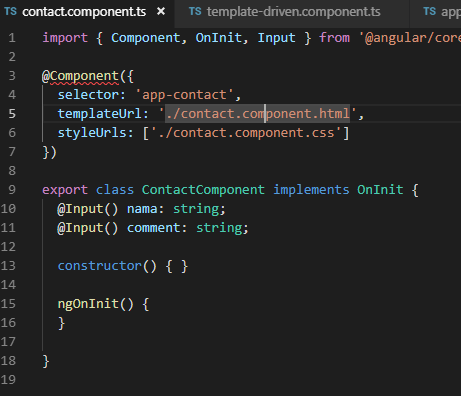 TS contact.component.ts × TS template-driven.component.ts TS app
1 import { Component, OnInit, Input } from '@angular/core
2
3 @Component({
4 selector: 'app-contact',
5 templateUrl: './contact.component.html',
6 styleUrls: ['./contact.component.css']
7 })
8
9 export class ContactComponent implements OnInit {
10 @Input() nama: string;
11 @Input() comment: string;
12
13 constructor() { }
14
15 ngOnInit() {
16 }
17
18 }
19